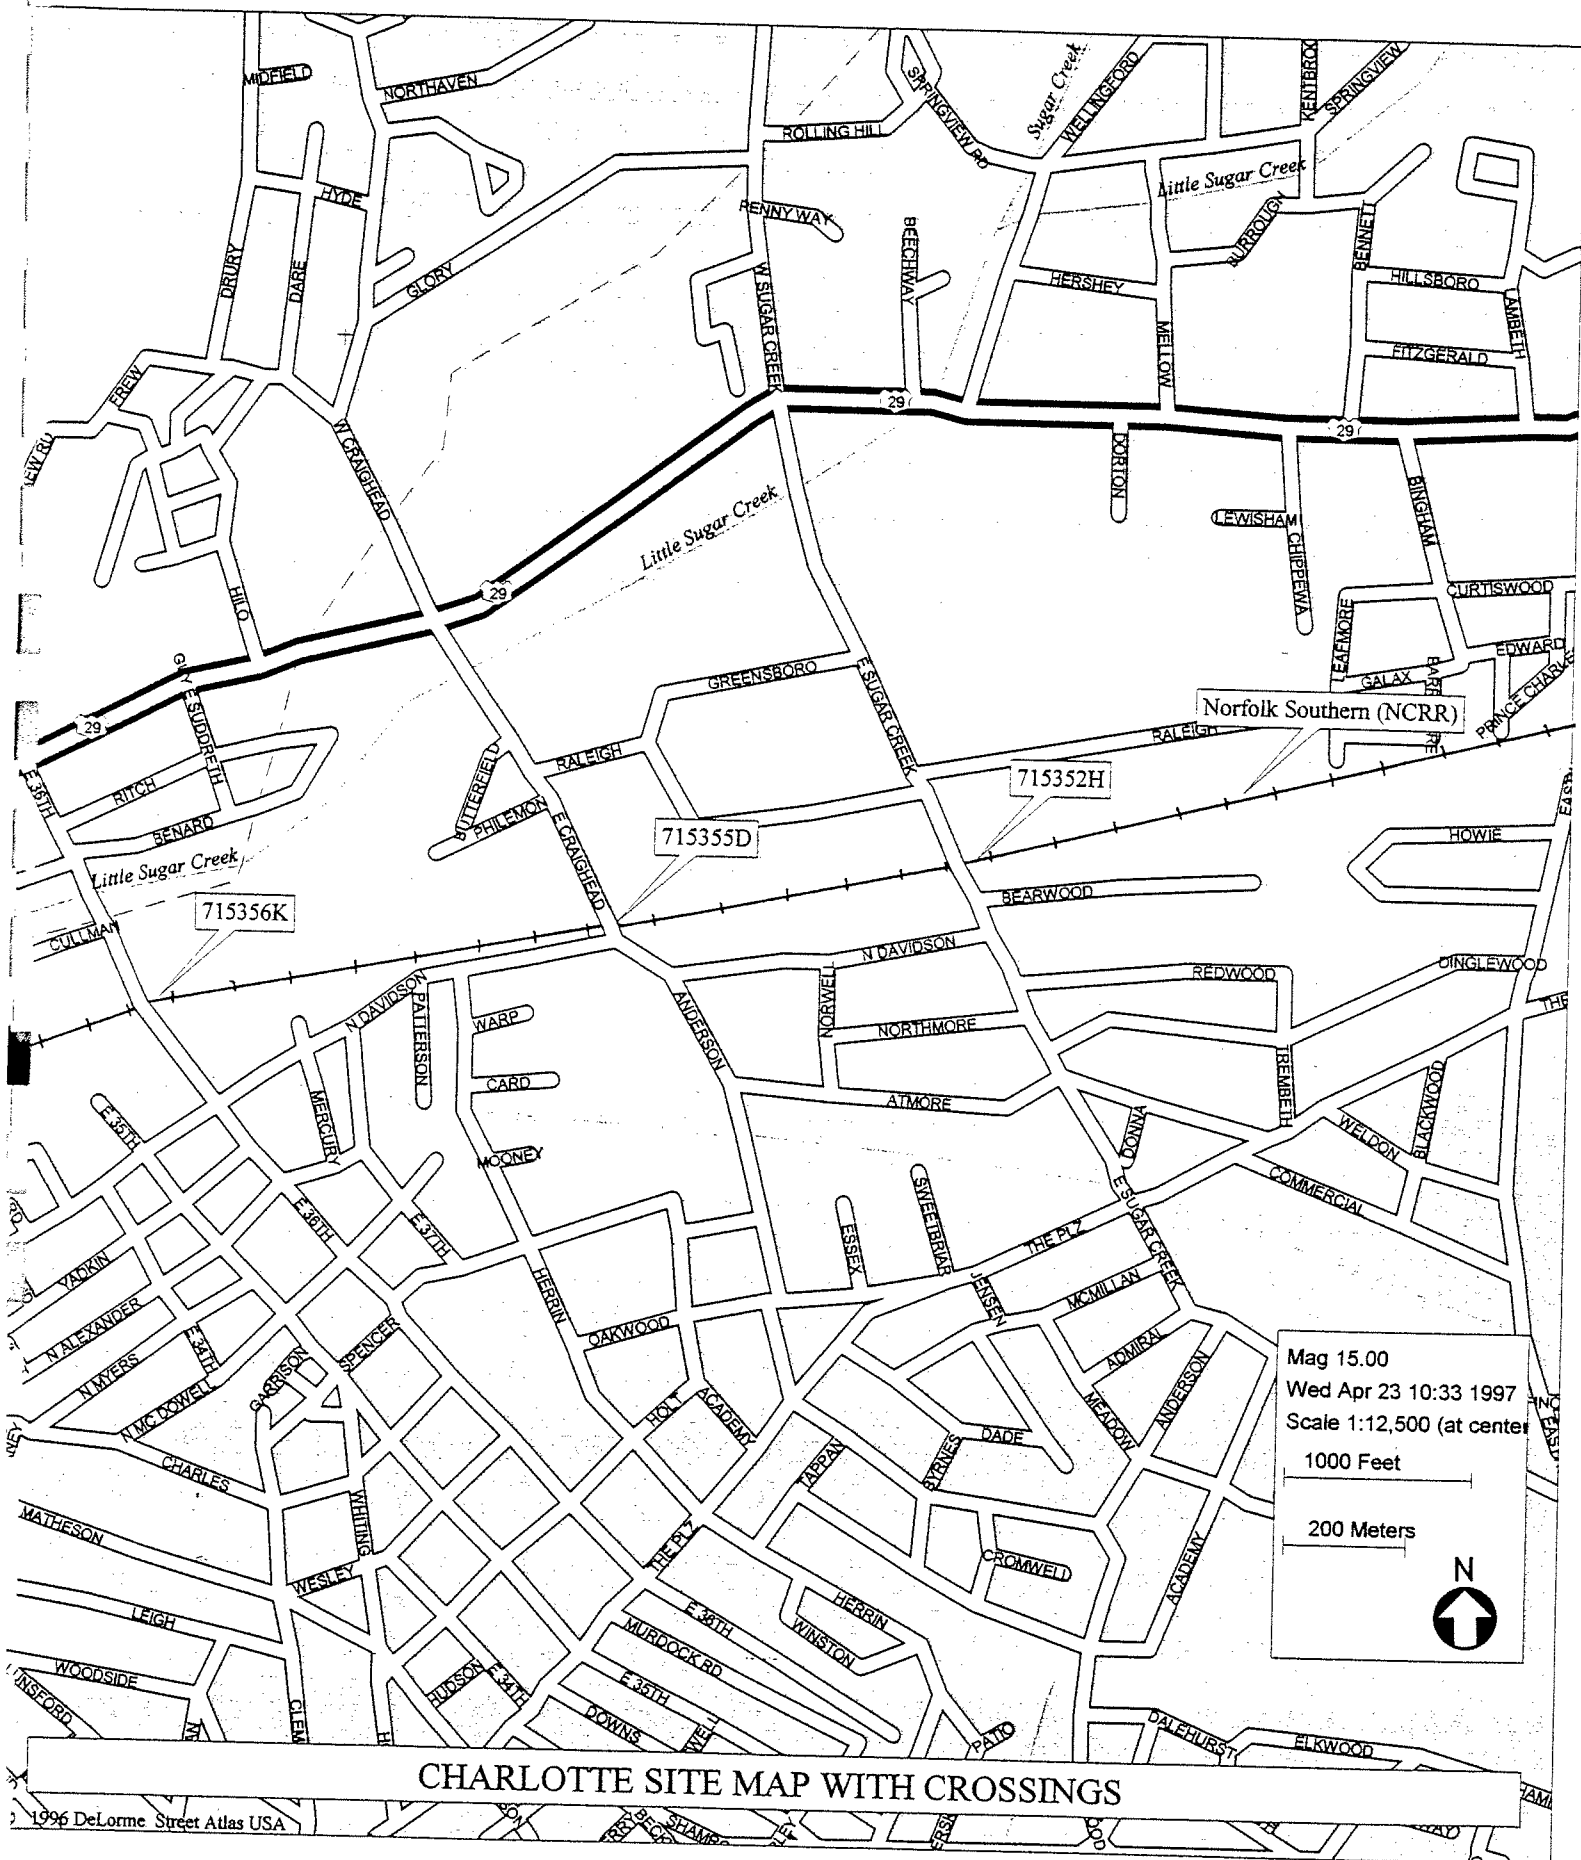 MIDFIELD
NORTHAVEN
ROLLING HILL
SPRINGVIEW RD
Sugar Creek
WELLINGFORD
SPRINGVIEW
Little Sugar Creek
HYDE
PENNY WAY
BEECHWAY
BURROUGH
BENNETT
DRURY
DARE
GLORY
W SUGAR CREEK
HERSHEY
HILLSBORO
LAMBETH
MELLOW
FITZGERALD
FREW
29
29
W CRAIGHEAD
DORTON
Little Sugar Creek
LEWISHAM
BINGHAM
CHIPPEWA
HILO
29
CURTISWOOD
LEAFMORE
EDWARD
GREENSBORO
E SUGAR CREEK
GALAX
PRINCE CHARLE
Norfolk Southern (NCRR)
29
E SUDDRETH
RALEIGH
RALEIGH
RITCH
BUTTERFIELD
715352H
E 36TH
BENARD
PHILEMON
E CRAIGHEAD
715355D
HOWIE
Little Sugar Creek
BEARWOOD
715356K
CULLMAN
N DAVIDSON
REDWOOD
DINGLEWOOD
N DAVIDSON
PATTERSON
WARP
ANDERSON
NORWELL
NORTHMORE
CARD
TREMBETH
BLACKWOOD
E 35TH
MERCURY
ATMORE
DONNA
WELDON
MOONEY
COMMERCIAL
E 36TH
E 37TH
SWEETBRIAR
ESSEX
THE PLZ
E SUGAR CREEK
YADKIN
HERRIN
JENSEN
MCMILLAN
N ALEXANDER
OAKWOOD
E 34TH
SPENCER
ADMIRAL
N MYERS
GARRISON
N MC DOWELL
HOLT
ACADEMY
MEADOW
ANDERSON
CHARLES
TAPPAN
BYRNES
DADE
Mag 15.00
Wed Apr 23 10:33 1997
Scale 1:12,500 (at center
1000 Feet
200 Meters
N
MATHESON
WHITING
THE PLZ
WESLEY
CROMWELL
ACADEMY
LEIGH
E 36TH
HERRIN
MURDOCK RD
WINSTON
WOODSIDE
HUDSON
E 34TH
E 35TH
DOWNS
CLEM
PATIO
DALEHURST
ELKWOOD
CHARLOTTE SITE MAP WITH CROSSINGS
1996 DeLorme Street Atlas USA